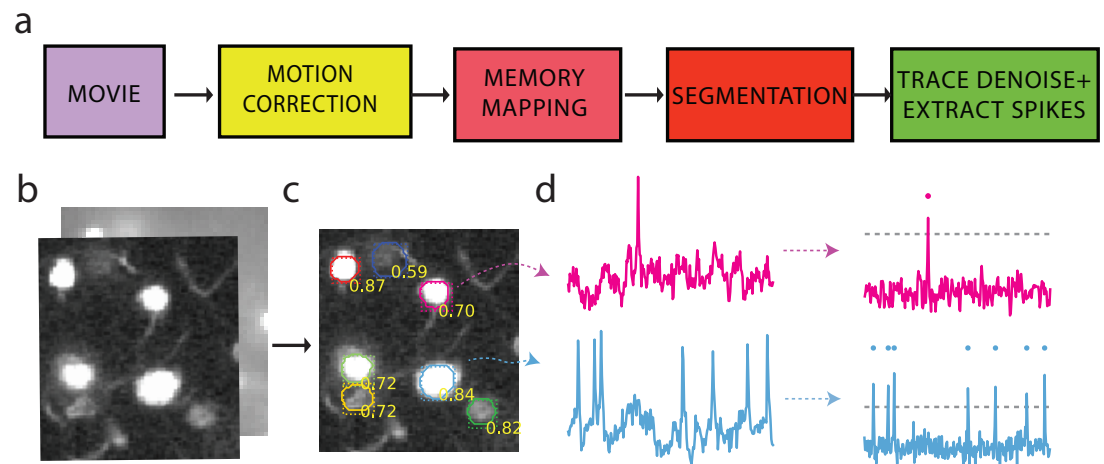 a
MOVIE
MOTION
CORRECTION
MEMORY
MAPPING
SEGMENTATION
TRACE DENOISE+
EXTRACT SPIKES
b
c
d
0.59
0.87
0.70
0.72
0.84
0.72
0.82